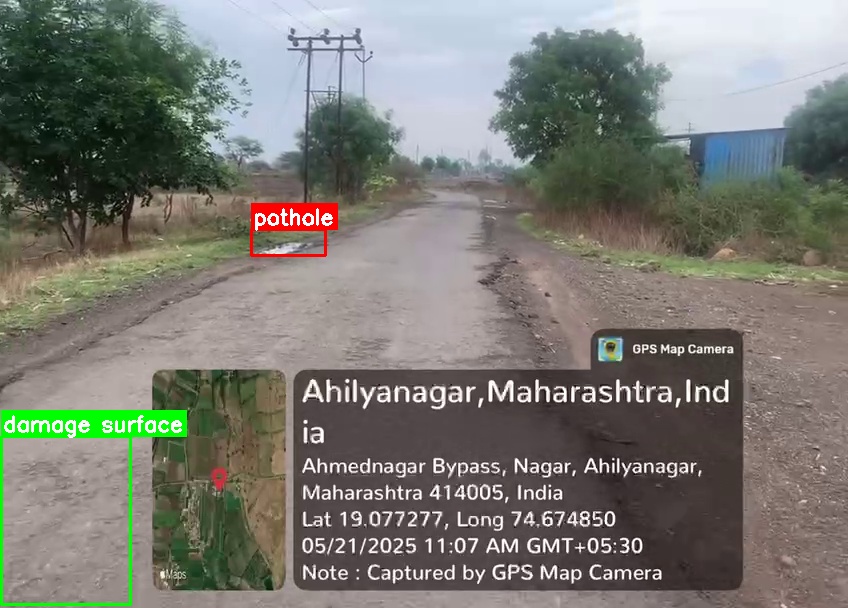 pothole
GPS Map Camera
Ahilyanagar,Maharashtra,Ind
ia
damage surface
Ahmednagar Bypass, Nagar, Ahilyanagar,
Maharashtra 414005, India
Lat 19.077277, Long 74.674850
05/21/2025 11:07 AM GMT+05:30
Note : Captured by GPS Map Camera
Maps